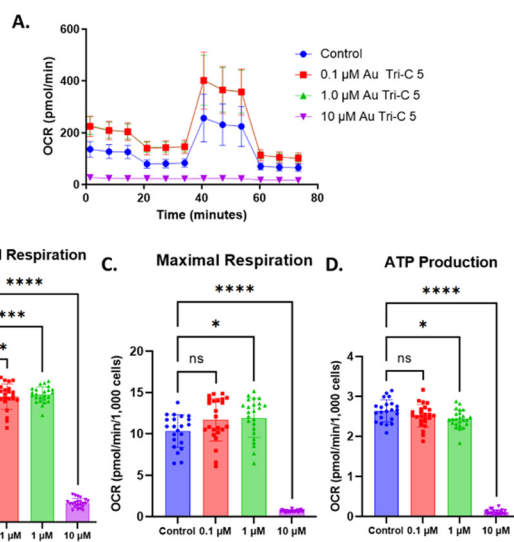 A.
600
400
200
0
OCR (pmol/min)
0 20 40 60 80
Time (minutes)
Control
0.1 µM Au Tri-C 5
1.0 µM Au Tri-C 5
10 µM Au Tri-C 5
Respiration
****
***
*
1 µM 10 µM
C.
Maximal Respiration
****
*
ns
20
15
10
5
0
OCR (pmol/min/1,000 cells)
Control 0.1 µM 1 µM 10 µM
D.
ATP Production
****
*
ns
4
3
2
1
0
OCR (pmol/min/1,000 cells)
Control 0.1 µM 1 µM 10 µM